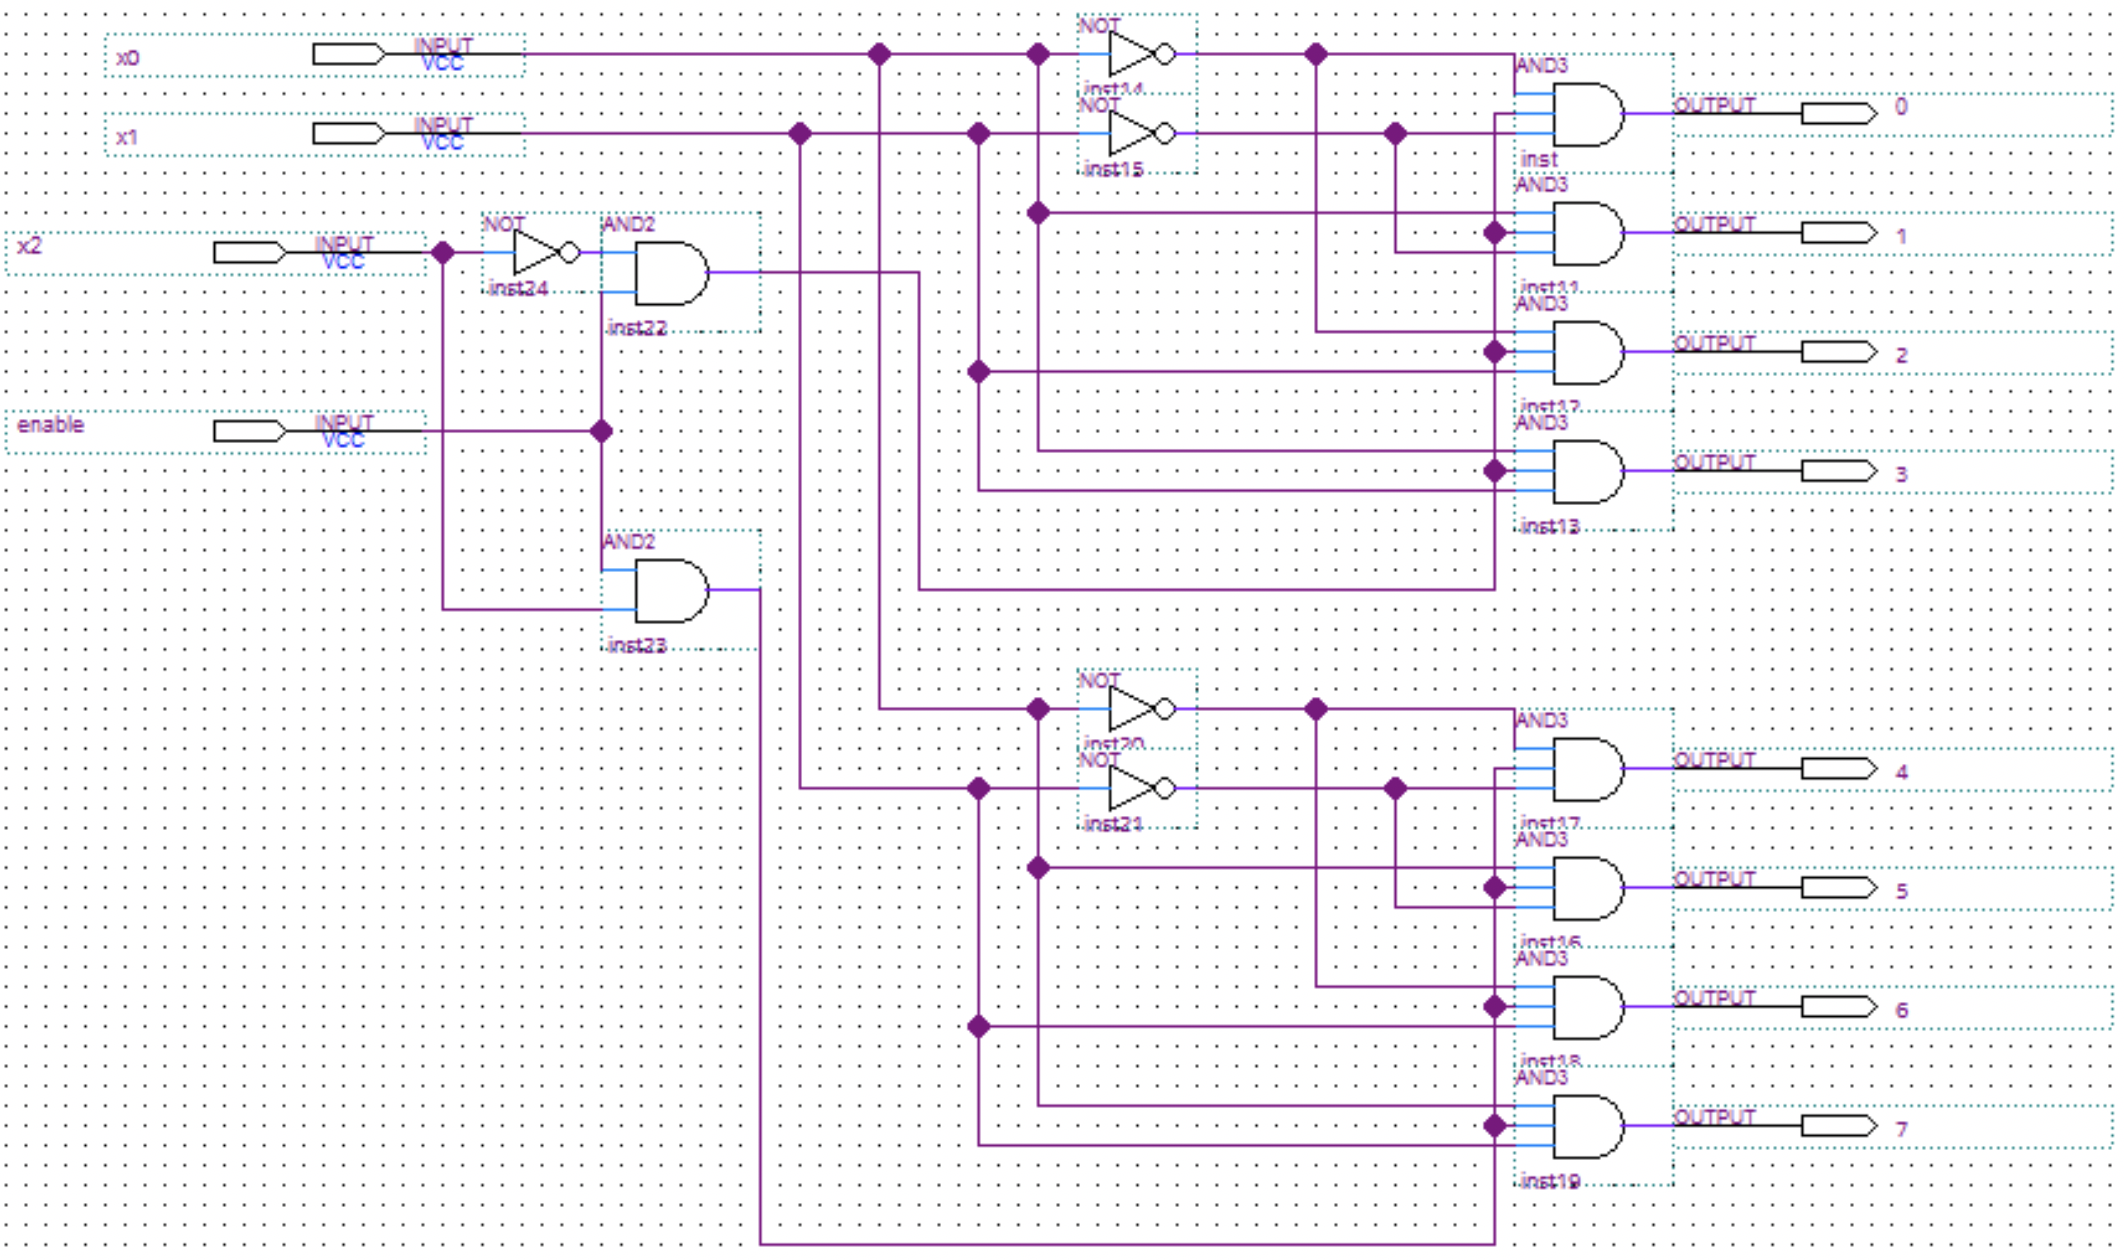 NOT
x0 INPUT VCC
inst14
AND3
OUTPUT 0
NOT
x1 INPUT VCC
inst15
inst
AND3
OUTPUT 1
x2 INPUT VCC
NOT
AND2
inst24
inst22
inst11
AND3
OUTPUT 2
inst12
AND3
enable INPUT VCC
OUTPUT 3
inst13
AND2
inst23
NOT
inst20
AND3
NOT
OUTPUT 4
inst21
inst17
AND3
OUTPUT 5
inst16
AND3
OUTPUT 6
inst18
AND3
OUTPUT 7
inst19